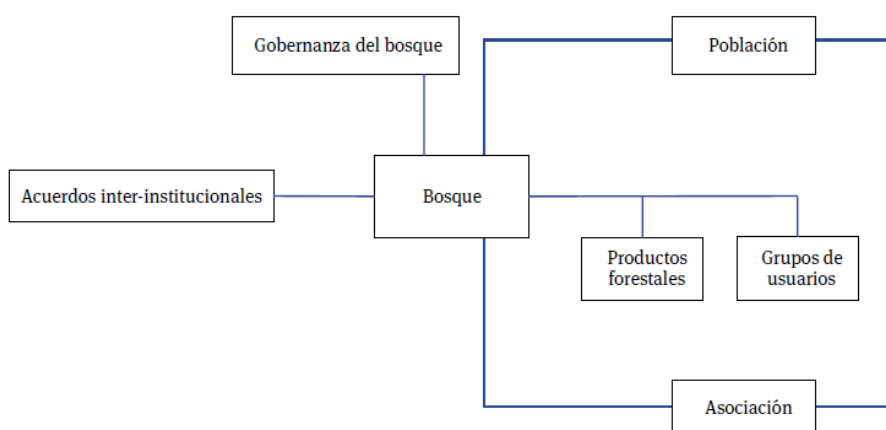 Gobernanza del bosque
Población
Acuerdos inter-institucionales
Bosque
Productos
forestales
Grupos de
usuarios
Asociación